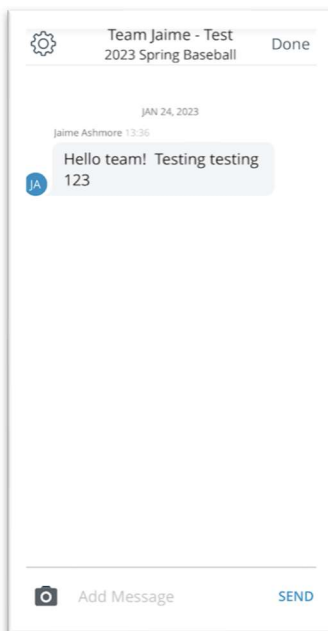 Team Jaime - Test
2023 Spring Baseball
Done
JAN 24, 2023
Jaime Ashmore 13:36
Hello team!  Testing testing
123
JA
Add Message
SEND